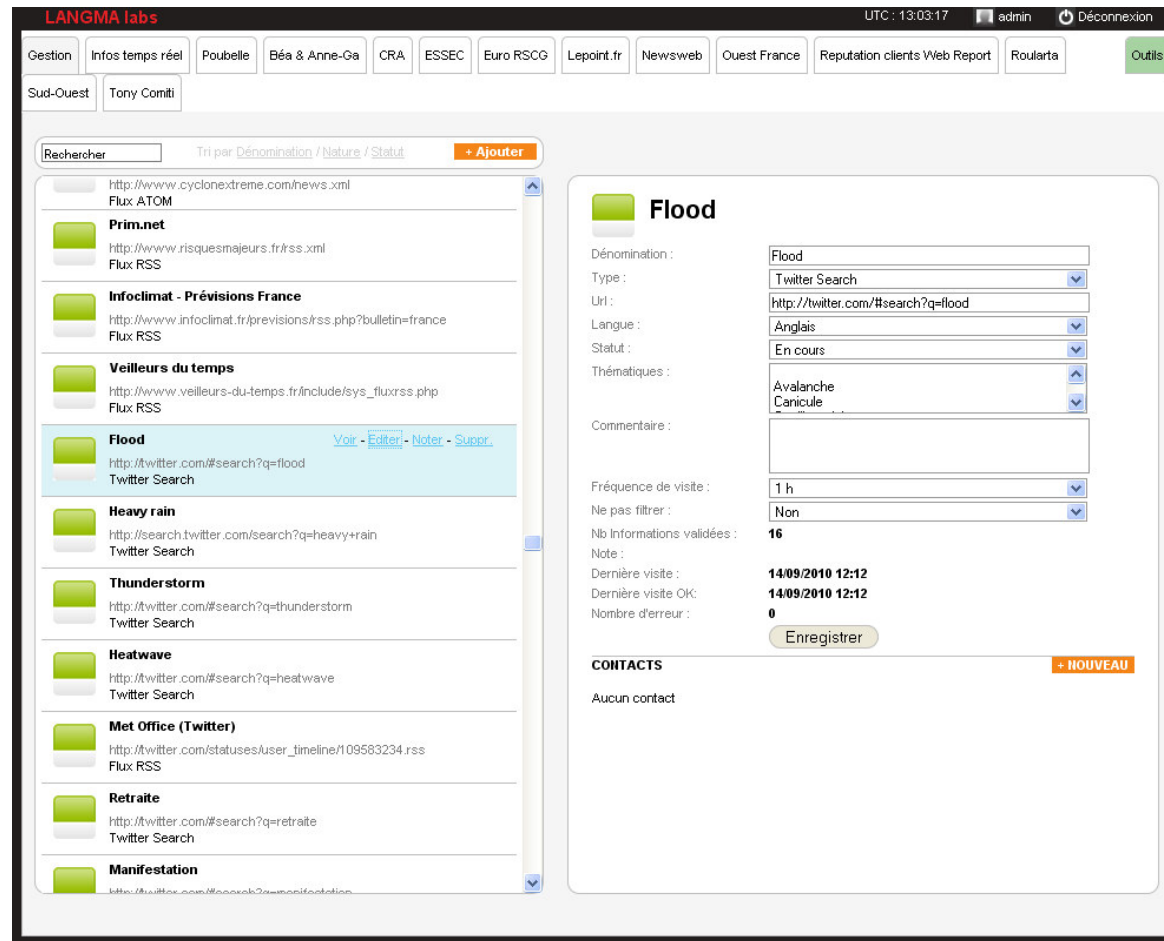 LANGMA labs
UTC : 13:03:17 admin Déconnexion
Gestion Infos temps réel Poubelle Béa & Anne-Ga CRA ESSEC Euro RSCG Lepoint.fr Newsweb Ouest France Reputation clients Web Report Roularta Outils
Sud-Ouest Tony Comiti
Rechercher Tri par Dénomination / Nature / Statut + Ajouter
http://www.cyclonextreme.com/news.xml
Flux ATOM
Prim.net
http://www.risquesmajeurs.fr/rss.xml
Flux RSS
Infoclimat - Prévisions France
http://www.infoclimat.fr/previsions/rss.php?bulletin=france
Flux RSS
Veilleurs du temps
http://www.veilleurs-du-temps.fr/include/sys_fluxrss.php
Flux RSS
Flood Voir - Editer - Noter - Suppr.
http://twitter.com/#search?q=flood
Twitter Search
Heavy rain
http://search.twitter.com/search?q=heavy+rain
Twitter Search
Thunderstorm
http://twitter.com/#search?q=thunderstorm
Twitter Search
Heatwave
http://twitter.com/#search?q=heatwave
Twitter Search
Met Office (Twitter)
http://twitter.com/statuses/user_timeline/109583234.rss
Flux RSS
Retraite
http://twitter.com/#search?q=retraite
Twitter Search
Manifestation
http://twitter.com/#search?q=manifestation
Flood
Dénomination : Flood
Type : Twitter Search
Url : http://twitter.com/#search?q=flood
Langue : Anglais
Statut : En cours
Thématiques :
Avalanche
Canicule
Commentaire :
Fréquence de visite : 1 h
Ne pas filtrer : Non
Nb Informations validées : 16
Note :
Dernière visite : 14/09/2010 12:12
Dernière visite OK: 14/09/2010 12:12
Nombre d'erreur : 0
Enregistrer
CONTACTS + NOUVEAU
Aucun contact